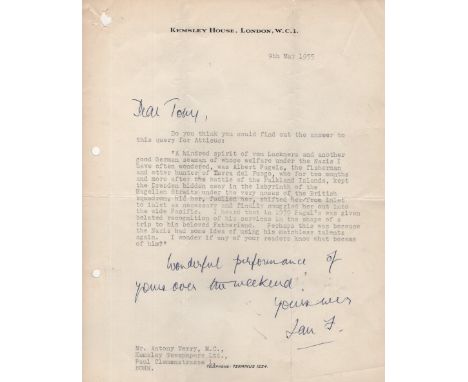 KEMSLEY HOUSE, LONDON, W.C.1.
9th May 1955
Dear Tony,
Do you think you could find out the answer to
this query for Atticus:
"A kindred spirit of von Luckners and another
good German seaman of whose welfare under the Nazis I
have often wondered, was Albert Pagels, the fisherman
and otter hunter of Tierra del Fuego, who for two months
and more after the battle of the Falkland Islands, kept
the Dresden hidden away in the labyrinth of the
Magellan Straits under the very noses of the British
squadron, hid her, fuelled her, shifted her from inlet
to inlet as necessary and finally smuggled her out into
the wide Pacific. I heard that in 1939 Pagel's was given
belated recognition of his services in the shape of a
trip to his beloved Fatherland. Perhaps this was because
the Nazis had some idea of using his matchless talents
again. I wonder if any of your readers know what became
of him?"
Wonderful performance of
yours over the weekend!
Yours ever
Ian F.
Mr. Antony Terry, M.C.,
Kemsley Newspapers Ltd.,
Paul Clemenstrasse
BONN.
TELEPHONE: TERMINUS 1234.